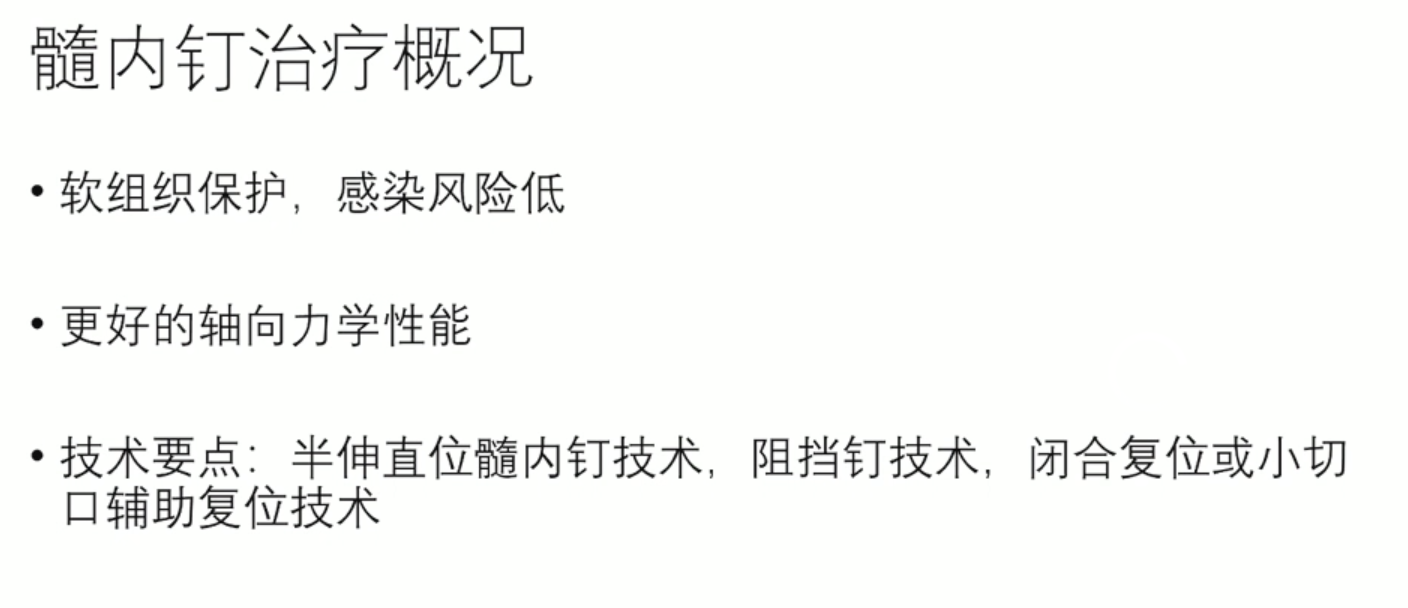 髓内钉治疗概况
• 软组织保护，感染风险低
• 更好的轴向力学性能
• 技术要点：半伸直位髓内钉技术，阻挡钉技术，闭合复位或小切
口辅助复位技术